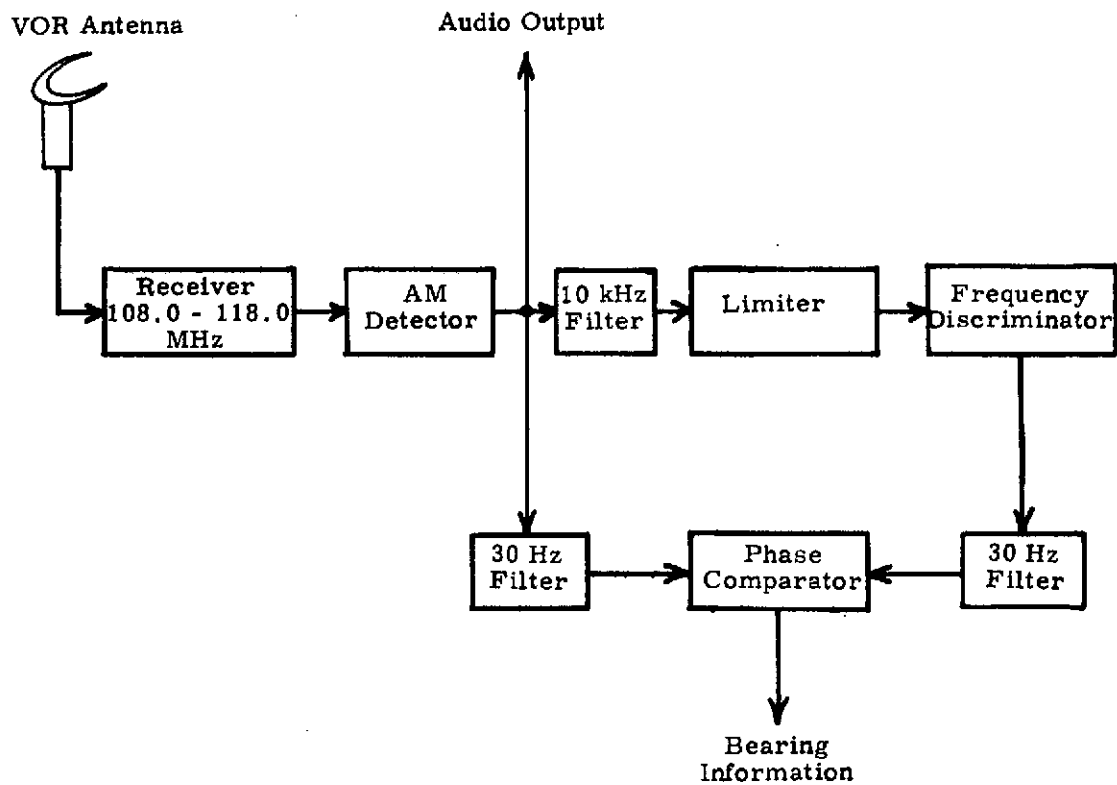 VOR Antenna
Audio Output
Receiver
108.0 - 118.0
MHz
AM
Detector
10 kHz
Filter
Limiter
Frequency
Discriminator
30 Hz
Filter
Phase
Comparator
30 Hz
Filter
Bearing
Information